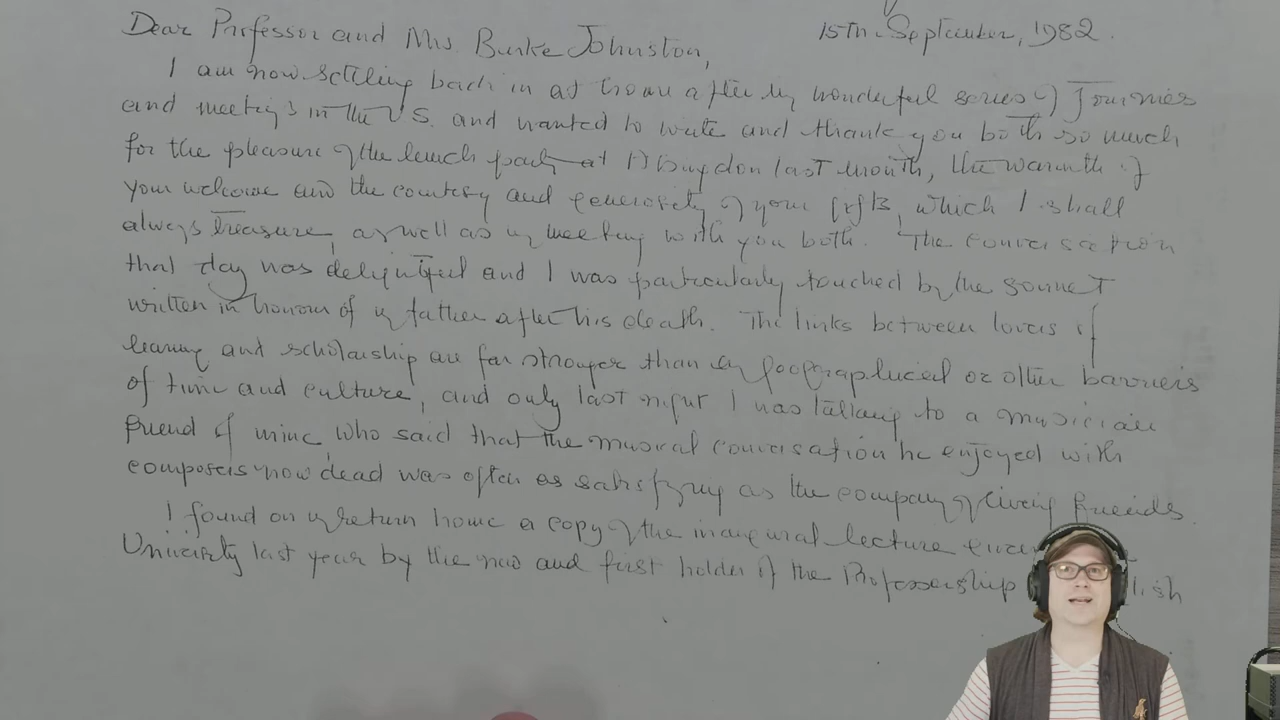 Dear Professor and Mrs. Burke Johnston,
15th September, 1982.
I am now settling back in at home after my wonderful series of Journies
and meetings in the U.S. and wanted to write and thank you both so much
for the pleasure of the lunch party at Abingdon last month, the warmth of
your welcome and the courtesy and generosity of your gifts, which I shall
always treasure, as well as my meeting with you both. The conversation
that day was delightful and I was particularly touched by the sonnet
written in honour of my father after his death. The links between lovers of
learning and scholarship are far stronger than any geographical or other barriers
of time and culture, and only last night I was talking to a musician
friend of mine who said that the musical conversation he enjoyed with
composers now dead was often as satisfying as the company of living friends.
I found on my return home a copy of the inaugural lecture
University last year by the new and first holder of the Professorship